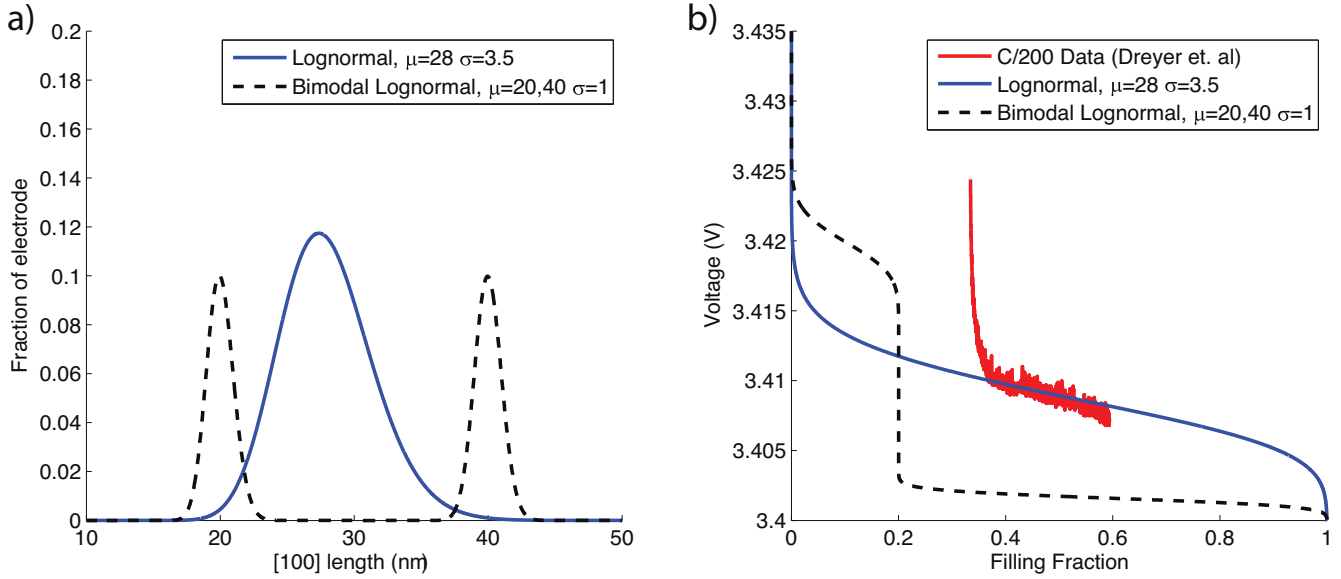 a)
0.2
0.18
0.16
0.14
0.12
0.1
0.08
0.06
0.04
0.02
0
Fraction of electrode
Lognormal, μ=28 σ=3.5
Bimodal Lognormal, μ=20,40 σ=1
10 20 30 40 50
[100] length (nm)
b)
3.435
3.43
3.425
3.42
3.415
3.41
3.405
3.4
Voltage (V)
C/200 Data (Dreyer et. al)
Lognormal, μ=28 σ=3.5
Bimodal Lognormal, μ=20,40 σ=1
0 0.2 0.4 0.6 0.8 1
Filling Fraction